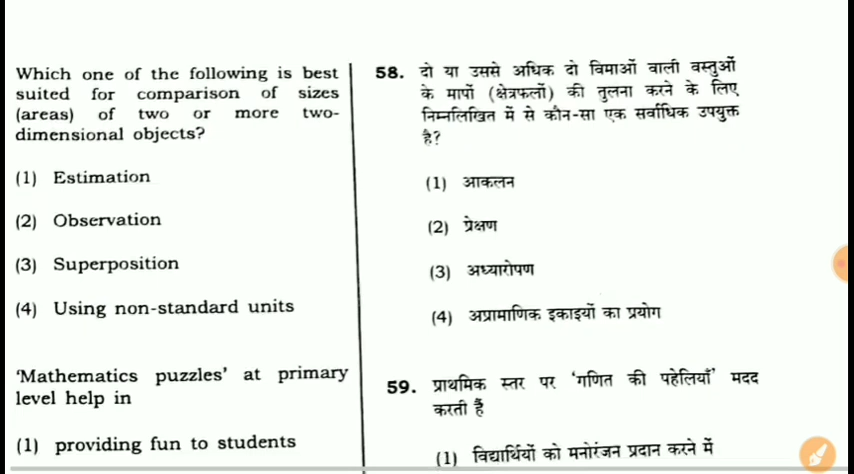 Which one of the following is best
suited for comparison of sizes
(areas) of two or more two-
dimensional objects?
(1) Estimation
(2) Observation
(3) Superposition
(4) Using non-standard units
'Mathematics puzzles' at primary
level help in
(1) providing fun to students
58. दो या उससे अधिक दो विमाओं वाली वस्तुओं
के मापों (क्षेत्रफलों) की तुलना करने के लिए
निम्नलिखित में से कौन-सा एक सर्वाधिक उपयुक्त
है?
(1) आकलन
(2) प्रेक्षण
(3) अध्यारोपण
(4) अप्रामाणिक इकाइयों का प्रयोग
59. प्राथमिक स्तर पर 'गणित की पहेलियाँ' मदद
करती हैं
(1) विद्यार्थियों को मनोरंजन प्रदान करने में